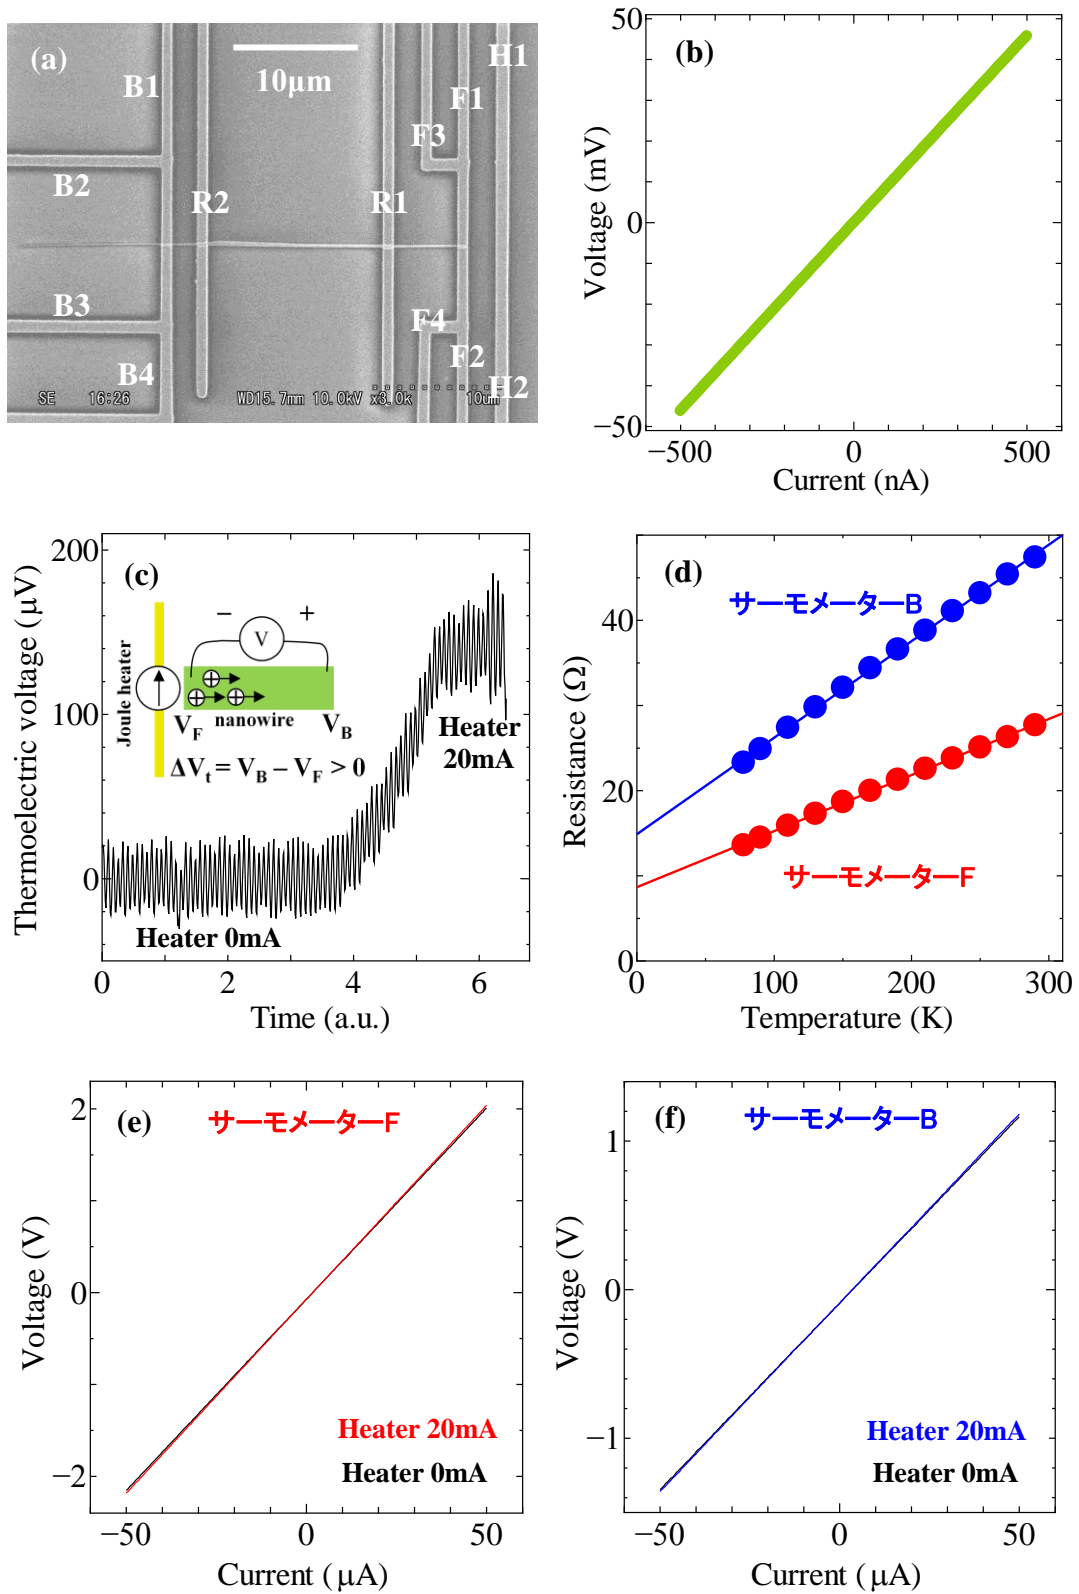 (a)
B1
H1
10μm
F1
F3
B2
R2
R1
B3
F4
F2
B4
H2
SE 16:26 WD15.7mm 10.0kV x3.0k 10μm
(b)
50
0
−50
Voltage (mV)
−500 0 500
Current (nA)
(c)
200
100
0
Thermoelectric voltage (μV)
− +
V
Joule heater
V_F nanowire V_B
ΔV_t = V_B − V_F > 0
Heater
20mA
Heater 0mA
0 2 4 6
Time (a.u.)
(d)
サーモメーターB
40
20
0
Resistance (Ω)
サーモメーターF
0 100 200 300
Temperature (K)
(e)
サーモメーターF
2
0
−2
Voltage (V)
Heater 20mA
Heater 0mA
−50 0 50
Current (μA)
(f)
サーモメーターB
1
0
−1
Voltage (V)
Heater 20mA
Heater 0mA
−50 0 50
Current (μA)